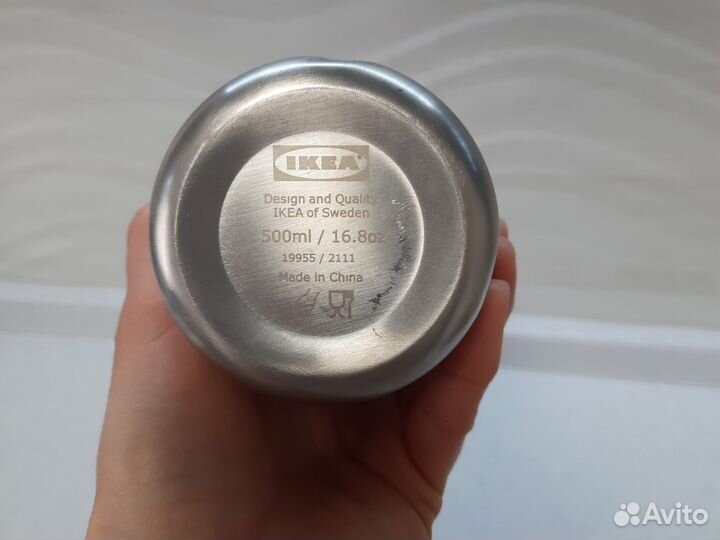 IKEA
Design and Quality
IKEA of Sweden
500ml / 16.8oz
19955 / 2111
Made in China
Avito